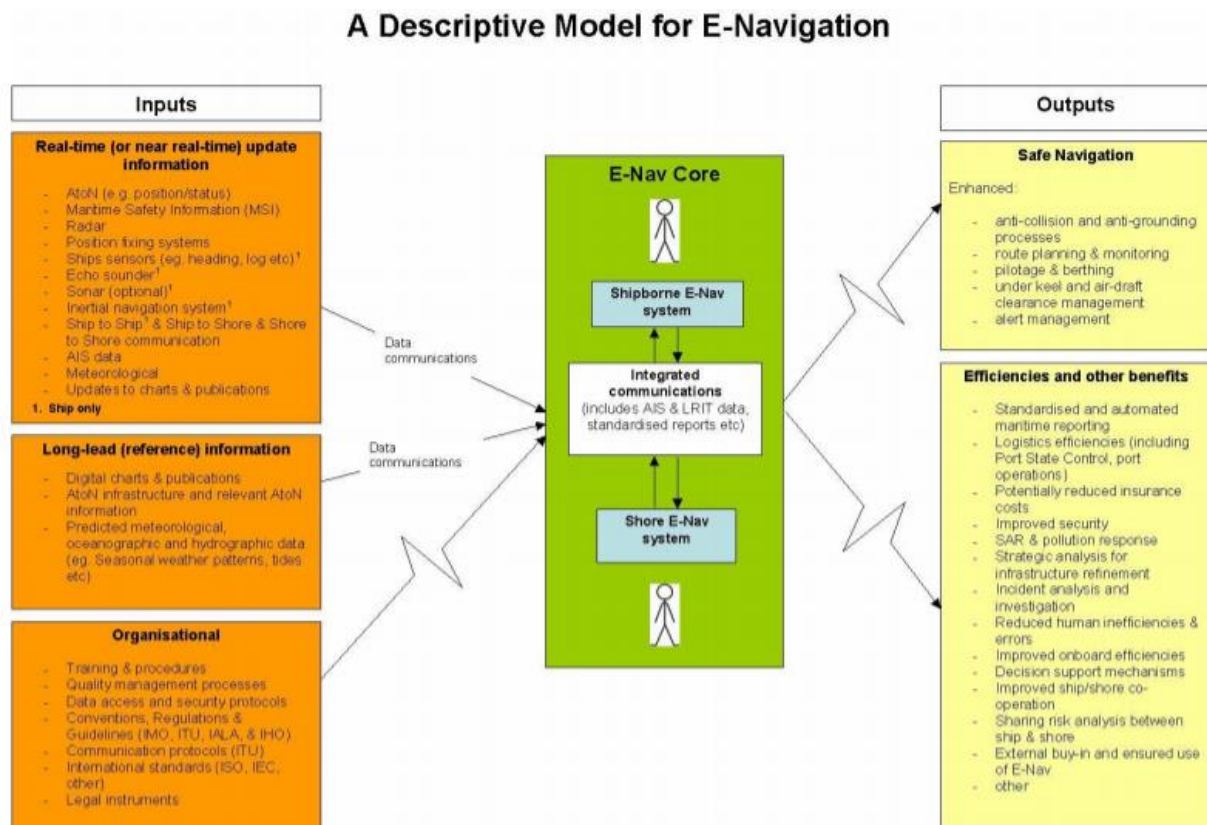 A Descriptive Model for E-Navigation
Inputs
Real-time (or near real-time) update
information
- AtoN (e.g. position/status)
- Maritime Safety Information (MSI)
- Radar
- Position fixing systems
- Ships sensors (eg. heading, log etc)¹
- Echo sounder¹
- Sonar (optional)¹
- Inertial navigation system¹
- Ship to Ship¹ & Ship to Shore & Shore
to Shore communication
- AIS data
- Meteorological
- Updates to charts & publications
1. Ship only
Long-lead (reference) information
- Digital charts & publications
- AtoN infrastructure and relevant AtoN
information
- Predicted meteorological,
oceanographic and hydrographic data
(eg. Seasonal weather patterns, tides
etc)
Organisational
- Training & procedures
- Quality management processes
- Data access and security protocols
- Conventions, Regulations &
Guidelines (IMO, ITU, IALA, & IHO)
- Communication protocols (ITU)
- International standards (ISO, IEC,
other)
- Legal instruments
Data
communications
Data
communications
E-Nav Core
Shipborne E-Nav
system
Integrated
communications
(includes AIS & LRIT data,
standardised reports etc)
Shore E-Nav
system
Outputs
Safe Navigation
Enhanced:
- anti-collision and anti-grounding
processes
- route planning & monitoring
- pilotage & berthing
- under keel and air-draft
clearance management
- alert management
Efficiencies and other benefits
- Standardised and automated
maritime reporting
- Logistics efficiencies (including
Port State Control, port
operations)
- Potentially reduced insurance
costs
- Improved security
- SAR & pollution response
- Strategic analysis for
infrastructure refinement
- Incident analysis and
investigation
- Reduced human inefficiencies &
errors
- Improved onboard efficiencies
- Decision support mechanisms
- Improved ship/shore co-
operation
- Sharing risk analysis between
ship & shore
- External buy-in and ensured use
of E-Nav
- other